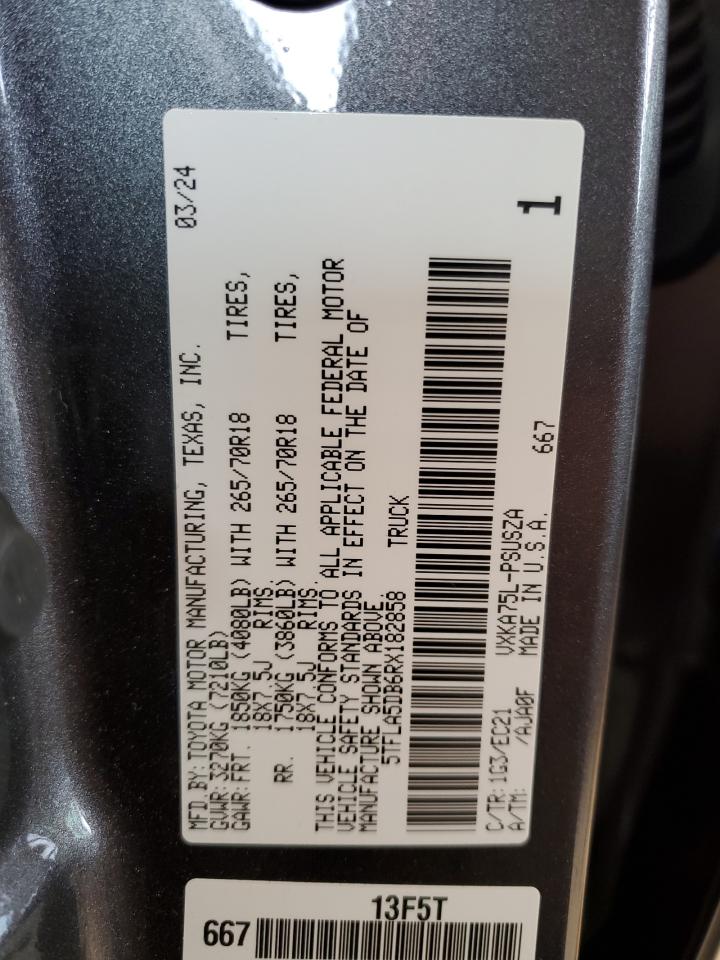 MFD.BY:TOYOTA MOTOR MANUFACTURING, TEXAS, INC. 03/24
GVWR:3270KG (7210LB)
GAWR:FRT. 1850KG (4080LB) WITH 265/70R18 TIRES,
18X7.5J RIMS.
RR. 1750KG (3860LB) WITH 265/70R18 TIRES,
18X7.5J RIMS.
THIS VEHICLE CONFORMS TO ALL APPLICABLE FEDERAL MOTOR
VEHICLE SAFETY STANDARDS IN EFFECT ON THE DATE OF
MANUFACTURE SHOWN ABOVE.
5TFLA5DB6RX182858 TRUCK
1
C/TR:1G3/EC21 VXKA75L-PSUSZA 667
A/TM: /AJA0F MADE IN U.S.A.
13F5T
667